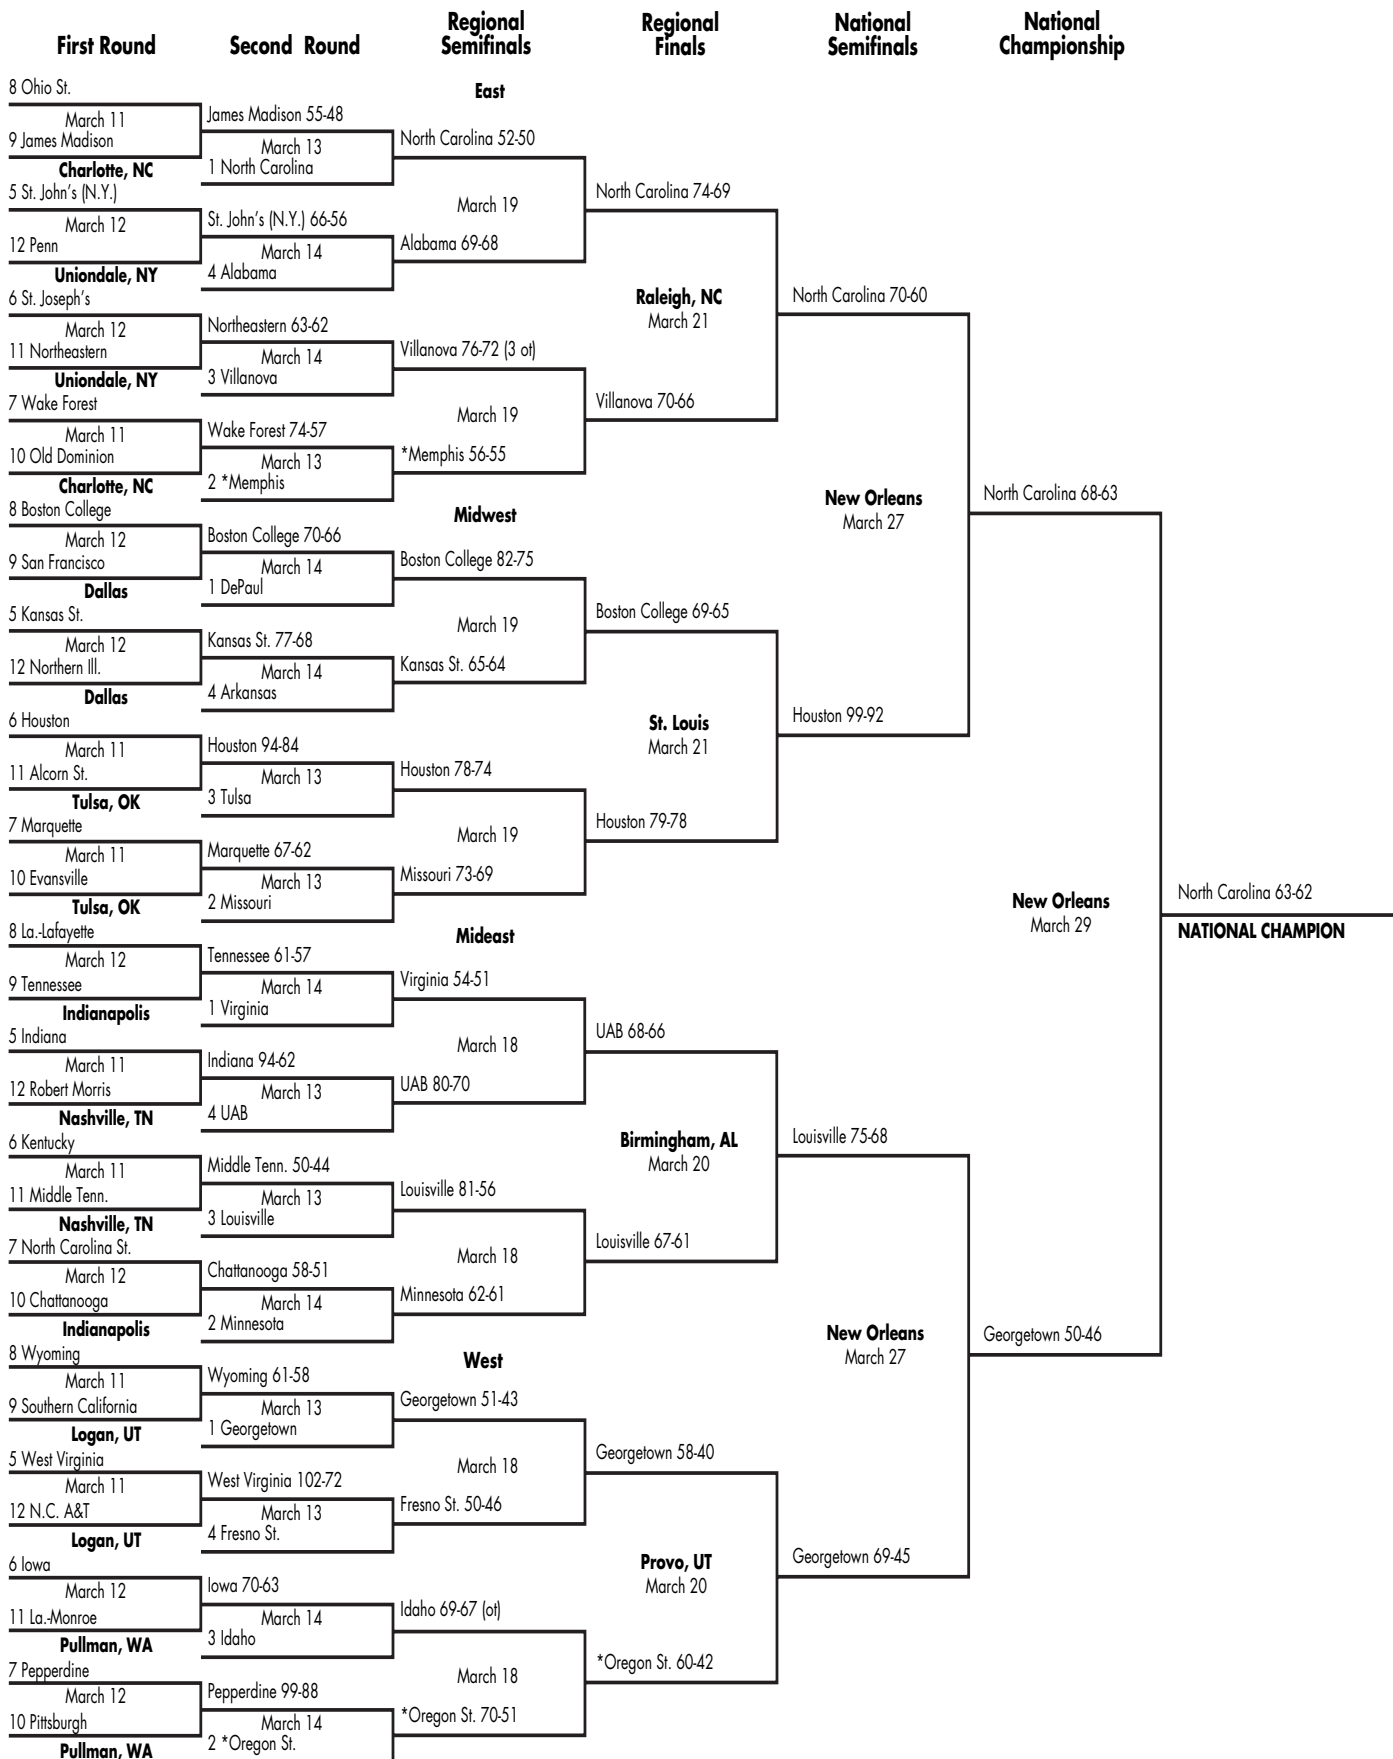 First Round
Second Round
Regional
Semifinals
Regional
Finals
National
Semifinals
National
Championship
8 Ohio St.
March 11
9 James Madison
Charlotte, NC
5 St. John's (N.Y.)
March 12
12 Penn
Uniondale, NY
6 St. Joseph's
March 12
11 Northeastern
Uniondale, NY
7 Wake Forest
March 11
10 Old Dominion
Charlotte, NC
8 Boston College
March 12
9 San Francisco
Dallas
5 Kansas St.
March 12
12 Northern Ill.
Dallas
6 Houston
March 11
11 Alcorn St.
Tulsa, OK
7 Marquette
March 11
10 Evansville
Tulsa, OK
8 La.-Lafayette
March 12
9 Tennessee
Indianapolis
5 Indiana
March 11
12 Robert Morris
Nashville, TN
6 Kentucky
March 11
11 Middle Tenn.
Nashville, TN
7 North Carolina St.
March 12
10 Chattanooga
Indianapolis
8 Wyoming
March 11
9 Southern California
Logan, UT
5 West Virginia
March 11
12 N.C. A&T
Logan, UT
6 Iowa
March 12
11 La.-Monroe
Pullman, WA
7 Pepperdine
March 12
10 Pittsburgh
Pullman, WA
James Madison 55-48
March 13
1 North Carolina
St. John's (N.Y.) 66-56
March 14
4 Alabama
Northeastern 63-62
March 14
3 Villanova
Wake Forest 74-57
March 13
2 *Memphis
Boston College 70-66
March 14
1 DePaul
Kansas St. 77-68
March 14
4 Arkansas
Houston 94-84
March 13
3 Tulsa
Marquette 67-62
March 13
2 Missouri
Tennessee 61-57
March 14
1 Virginia
Indiana 94-62
March 13
4 UAB
Middle Tenn. 50-44
March 13
3 Louisville
Chattanooga 58-51
March 14
2 Minnesota
Wyoming 61-58
March 13
1 Georgetown
West Virginia 102-72
March 13
4 Fresno St.
Iowa 70-63
March 14
3 Idaho
Pepperdine 99-88
March 14
2 *Oregon St.
East
North Carolina 52-50
March 19
Alabama 69-68
Villanova 76-72 (3 ot)
March 19
*Memphis 56-55
Midwest
Boston College 82-75
March 19
Kansas St. 65-64
Houston 78-74
March 19
Missouri 73-69
Mideast
Virginia 54-51
March 18
UAB 80-70
Louisville 81-56
March 18
Minnesota 62-61
West
Georgetown 51-43
March 18
Fresno St. 50-46
Idaho 69-67 (ot)
March 18
*Oregon St. 70-51
North Carolina 74-69
Raleigh, NC
March 21
Villanova 70-66
Boston College 69-65
St. Louis
March 21
Houston 79-78
UAB 68-66
Birmingham, AL
March 20
Louisville 67-61
Georgetown 58-40
Provo, UT
March 20
*Oregon St. 60-42
North Carolina 70-60
New Orleans
March 27
Houston 99-92
Louisville 75-68
New Orleans
March 27
Georgetown 69-45
North Carolina 68-63
New Orleans
March 29
Georgetown 50-46
North Carolina 63-62
NATIONAL CHAMPION